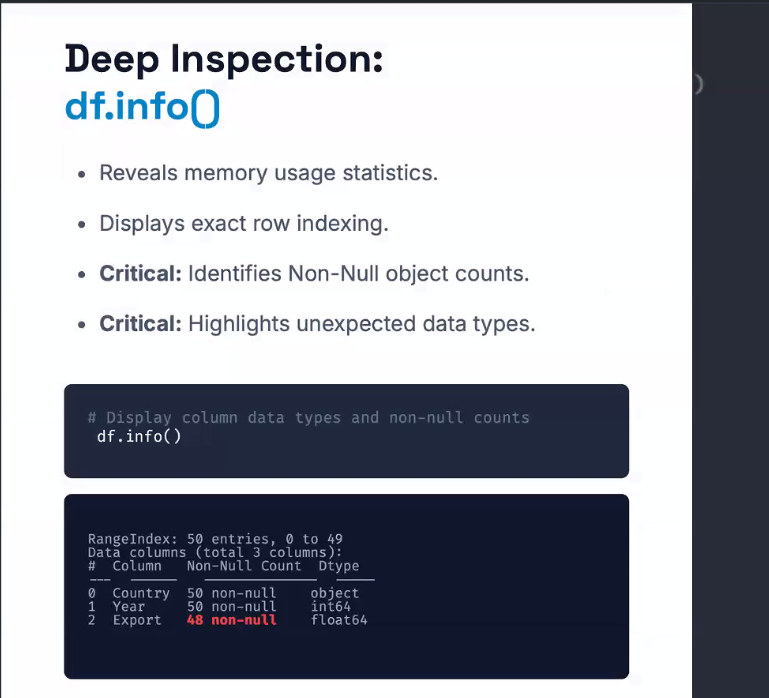 Deep Inspection:
df.info()
• Reveals memory usage statistics.
• Displays exact row indexing.
• Critical: Identifies Non-Null object counts.
• Critical: Highlights unexpected data types.
# Display column data types and non-null counts
df.info()
RangeIndex: 50 entries, 0 to 49
Data columns (total 3 columns):
# Column Non-Null Count Dtype
--- ------ -------------- -----
0 Country 50 non-null object
1 Year 50 non-null int64
2 Export 48 non-null float64
)